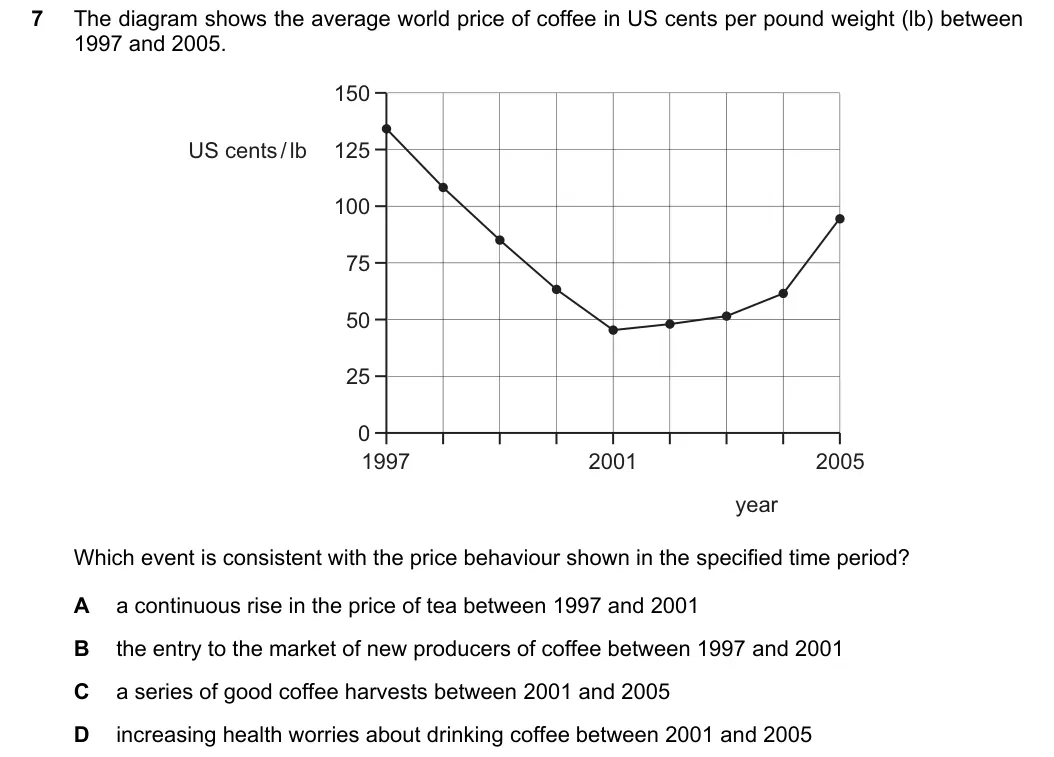 7 The diagram shows the average world price of coffee in US cents per pound weight (lb) between
1997 and 2005.
150
US cents/lb 125
100
75
50
25
0
1997 2001 2005
year
Which event is consistent with the price behaviour shown in the specified time period?
A a continuous rise in the price of tea between 1997 and 2001
B the entry to the market of new producers of coffee between 1997 and 2001
C a series of good coffee harvests between 2001 and 2005
D increasing health worries about drinking coffee between 2001 and 2005